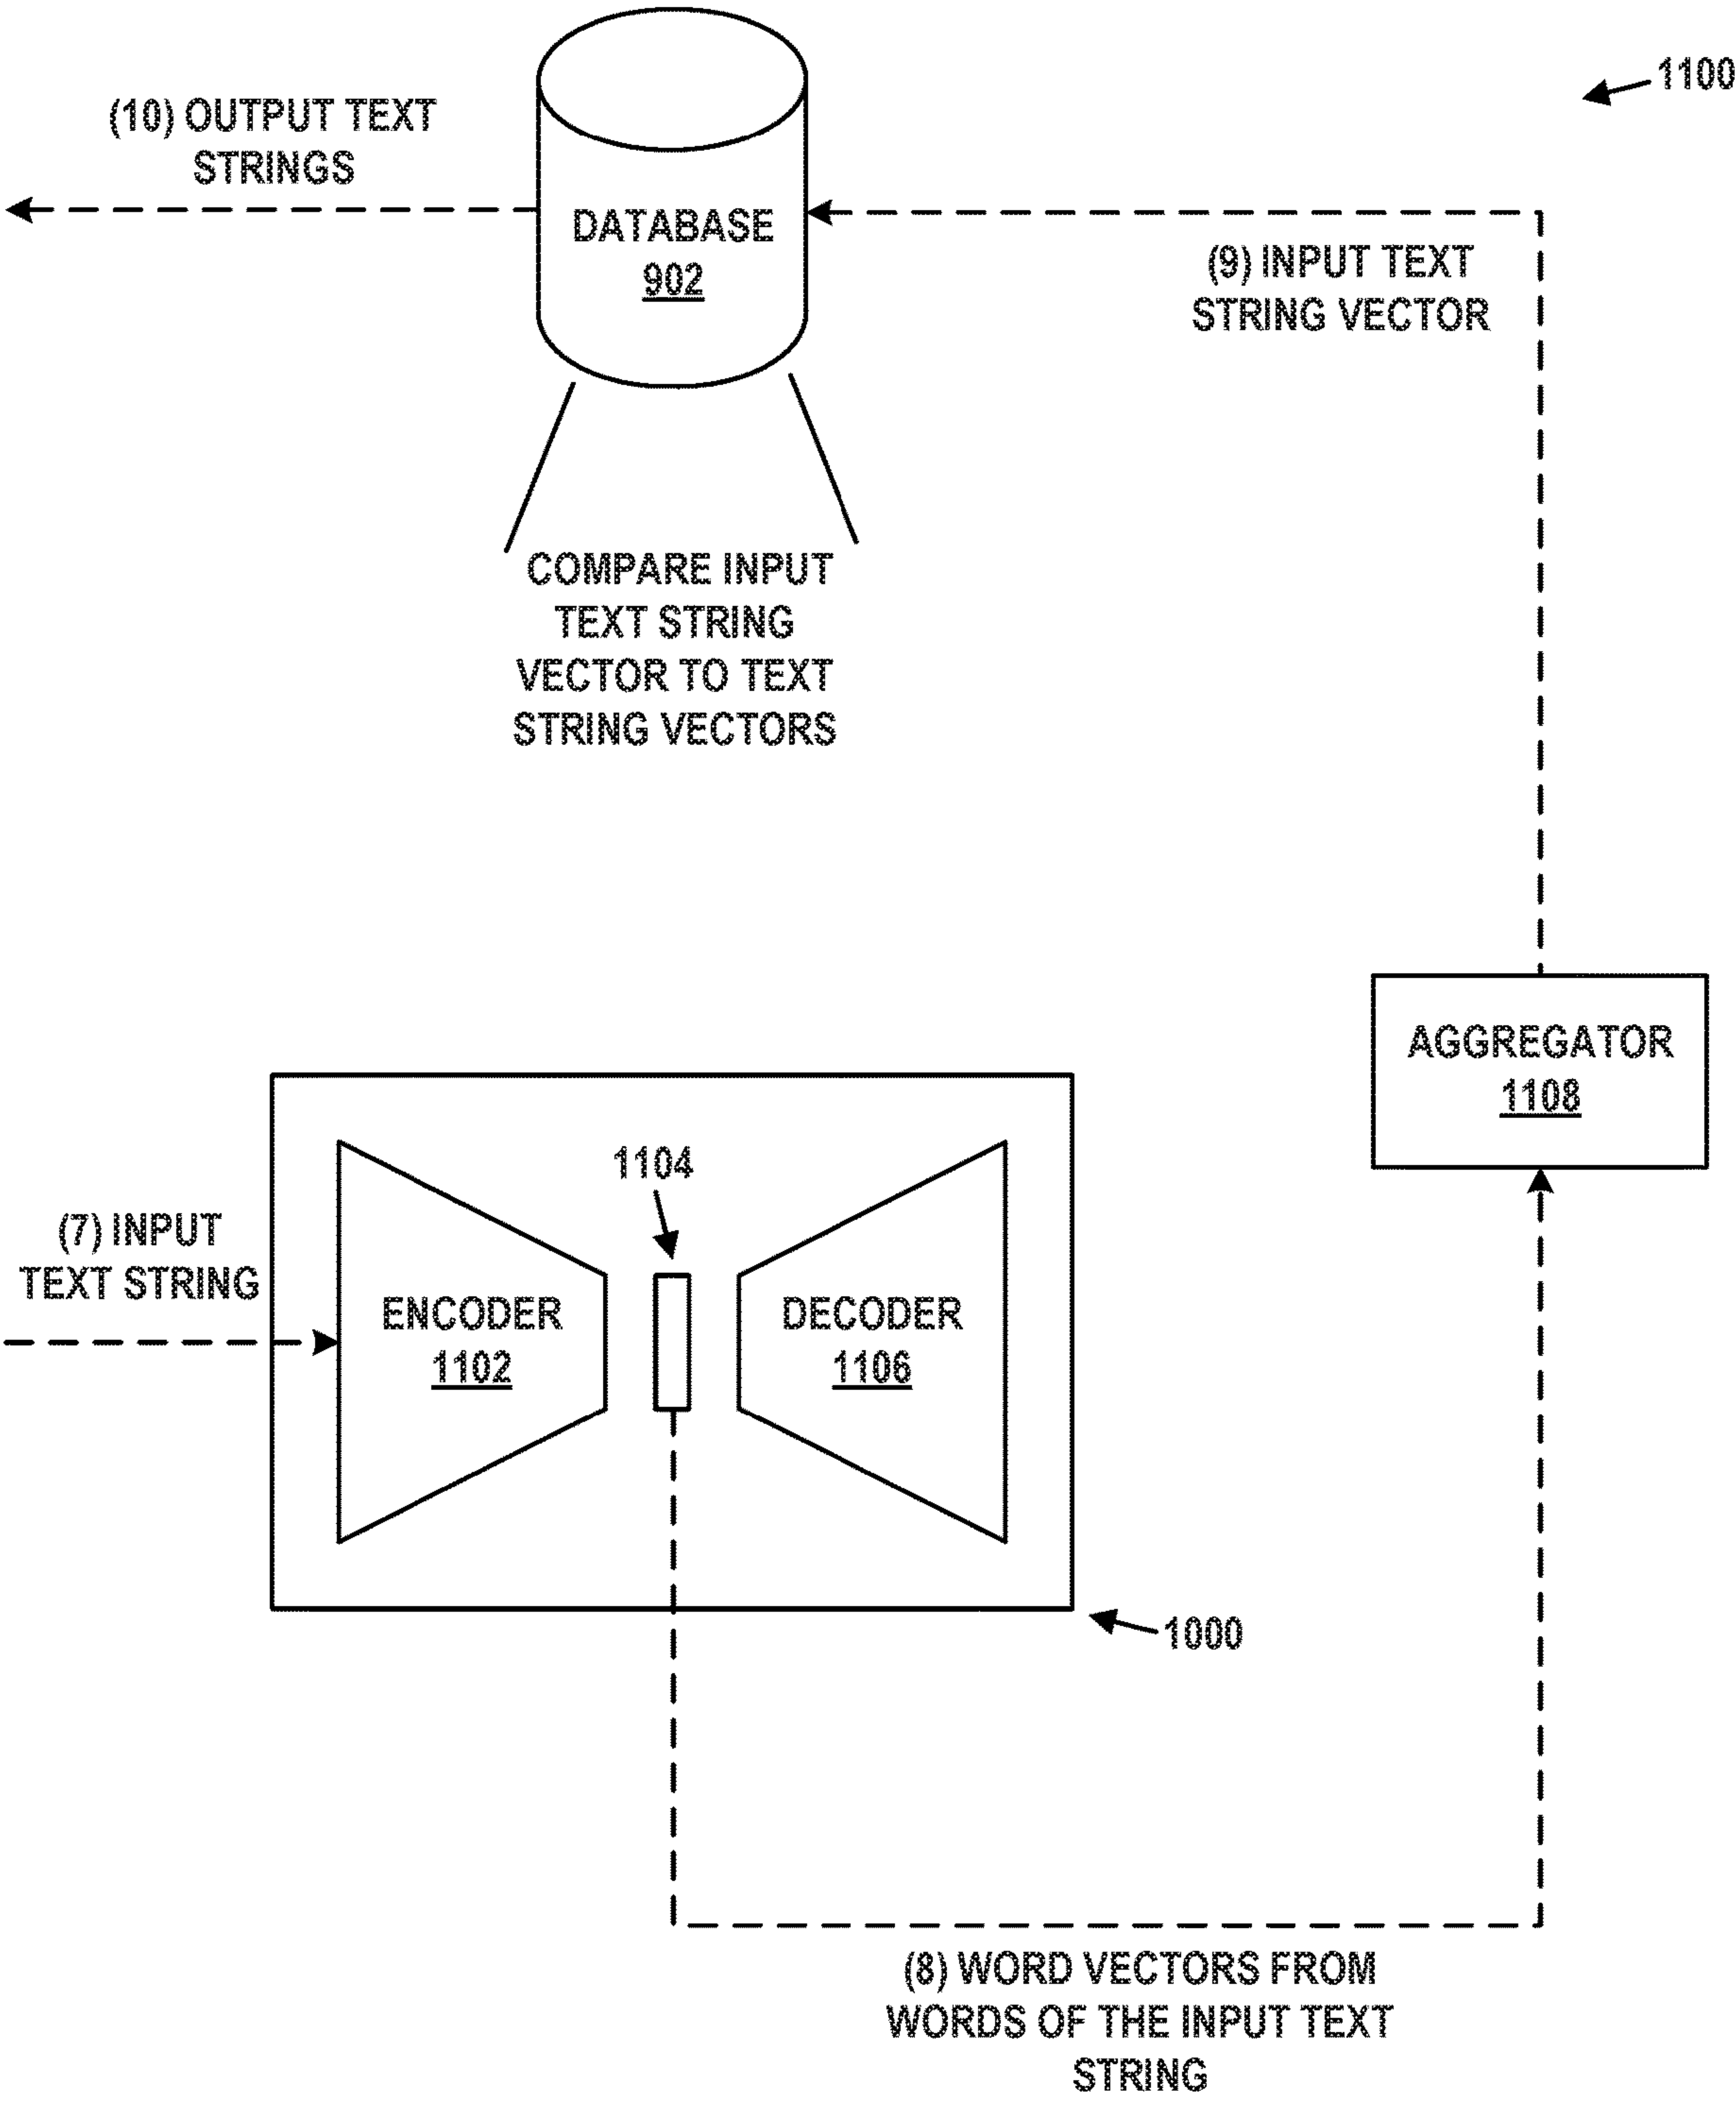 1100
(10) OUTPUT TEXT
STRINGS
DATABASE
902
(9) INPUT TEXT
STRING VECTOR
COMPARE INPUT
TEXT STRING
VECTOR TO TEXT
STRING VECTORS
AGGREGATOR
1108
1104
(7) INPUT
TEXT STRING
ENCODER
1102
DECODER
1106
1000
(8) WORD VECTORS FROM
WORDS OF THE INPUT TEXT
STRING